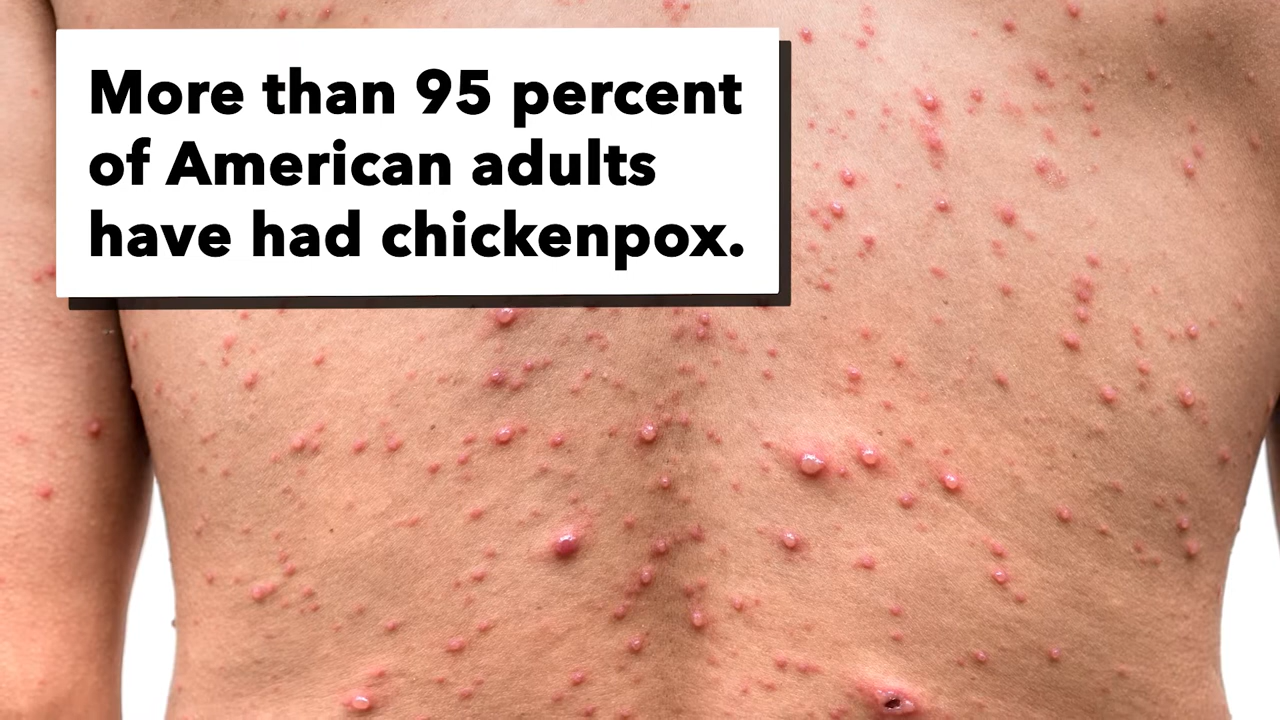 More than 95 percent
of American adults
have had chickenpox.